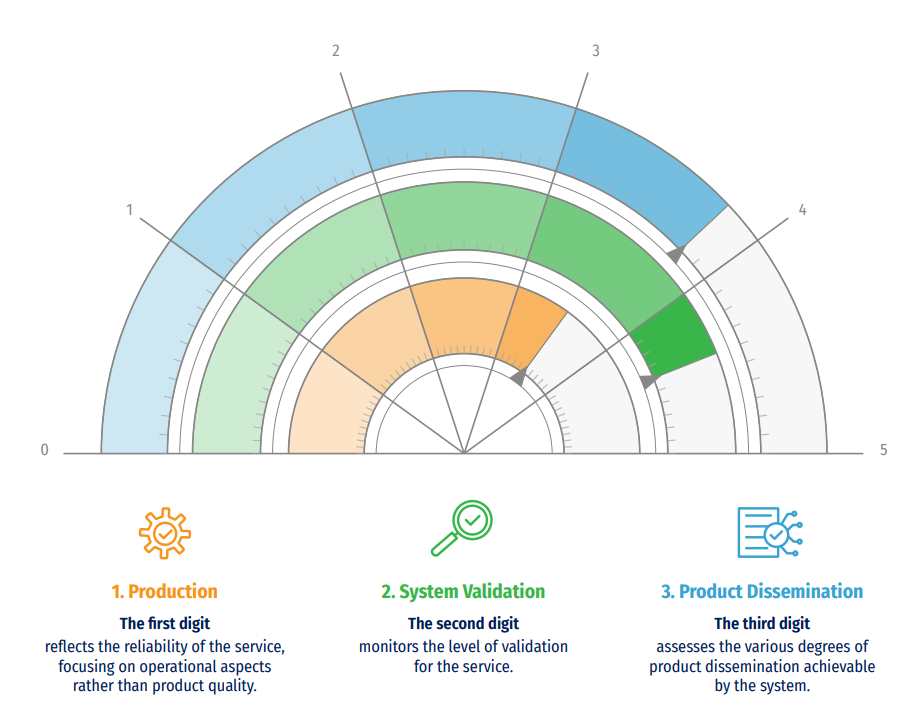 2
3
1
4
0
5
1. Production
The first digit
reflects the reliability of the service,
focusing on operational aspects
rather than product quality.
2. System Validation
The second digit
monitors the level of validation
for the service.
3. Product Dissemination
The third digit
assesses the various degrees of
product dissemination achievable
by the system.